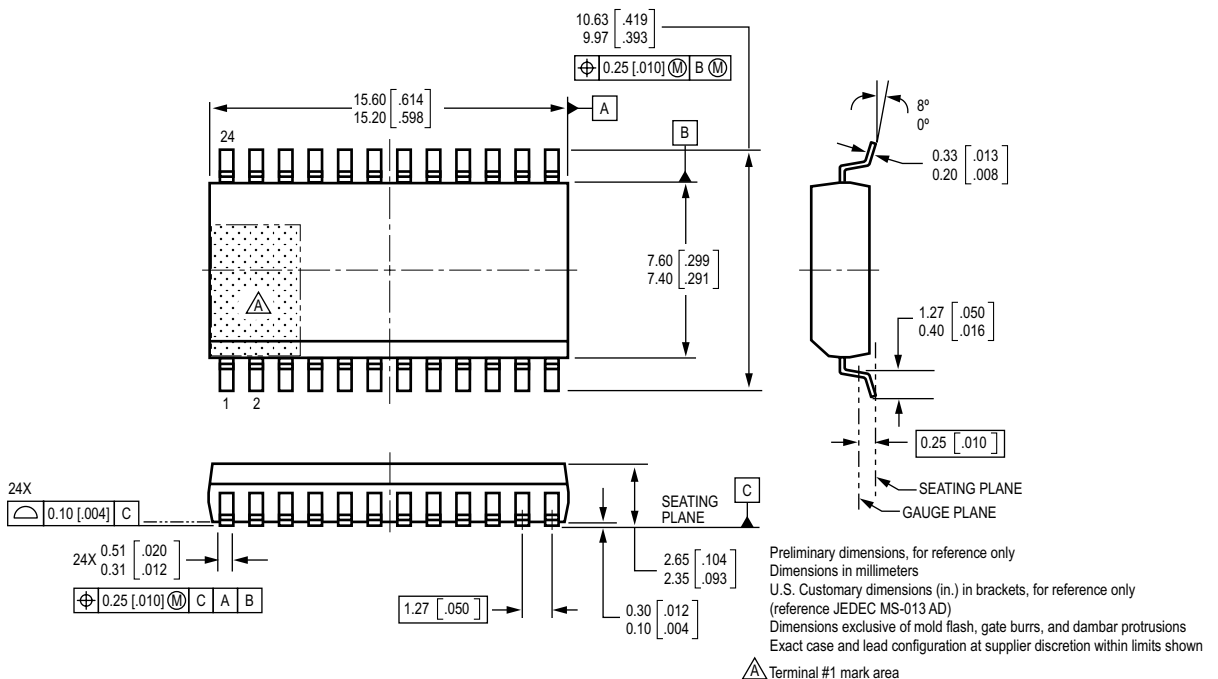 10.63 [.419]
9.97 [.393]
⌖ 0.25 [.010] Ⓜ B Ⓜ
15.60 [.614]
15.20 [.598]
A
24
B
8º
0º
0.33 [.013]
0.20 [.008]
7.60 [.299]
7.40 [.291]
A
1.27 [.050]
0.40 [.016]
1 2
0.25 [.010]
SEATING PLANE
GAUGE PLANE
24X
⌓ 0.10 [.004] C
SEATING
PLANE
C
24X 0.51 [.020]
0.31 [.012]
⌖ 0.25 [.010] Ⓜ C A B
1.27 [.050]
2.65 [.104]
2.35 [.093]
0.30 [.012]
0.10 [.004]
Preliminary dimensions, for reference only
Dimensions in millimeters
U.S. Customary dimensions (in.) in brackets, for reference only
(reference JEDEC MS-013 AD)
Dimensions exclusive of mold flash, gate burrs, and dambar protrusions
Exact case and lead configuration at supplier discretion within limits shown
A Terminal #1 mark area